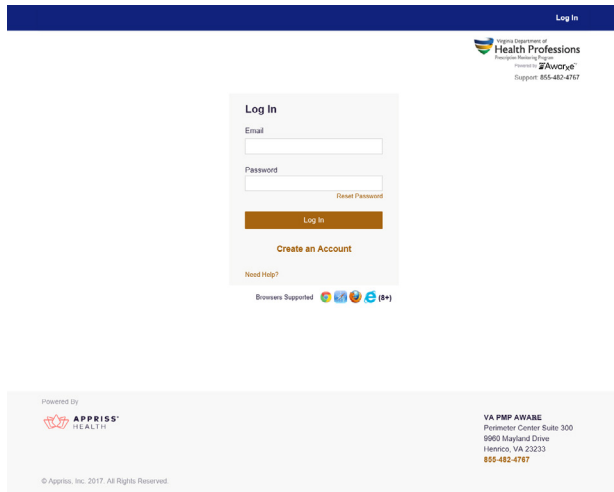 Log In
Virginia Department of
Health Professions
Prescription Monitoring Program
Powered by AWARxE™
Support: 855-482-4767
Log In
Email
Password
Reset Password
Log In
Create an Account
Need Help?
Browsers Supported (8+)
Powered By
APPRISS®
HEALTH
VA PMP AWARE
Perimeter Center Suite 300
9960 Mayland Drive
Henrico, VA 23233
855-482-4767
© Appriss, Inc. 2017. All Rights Reserved.